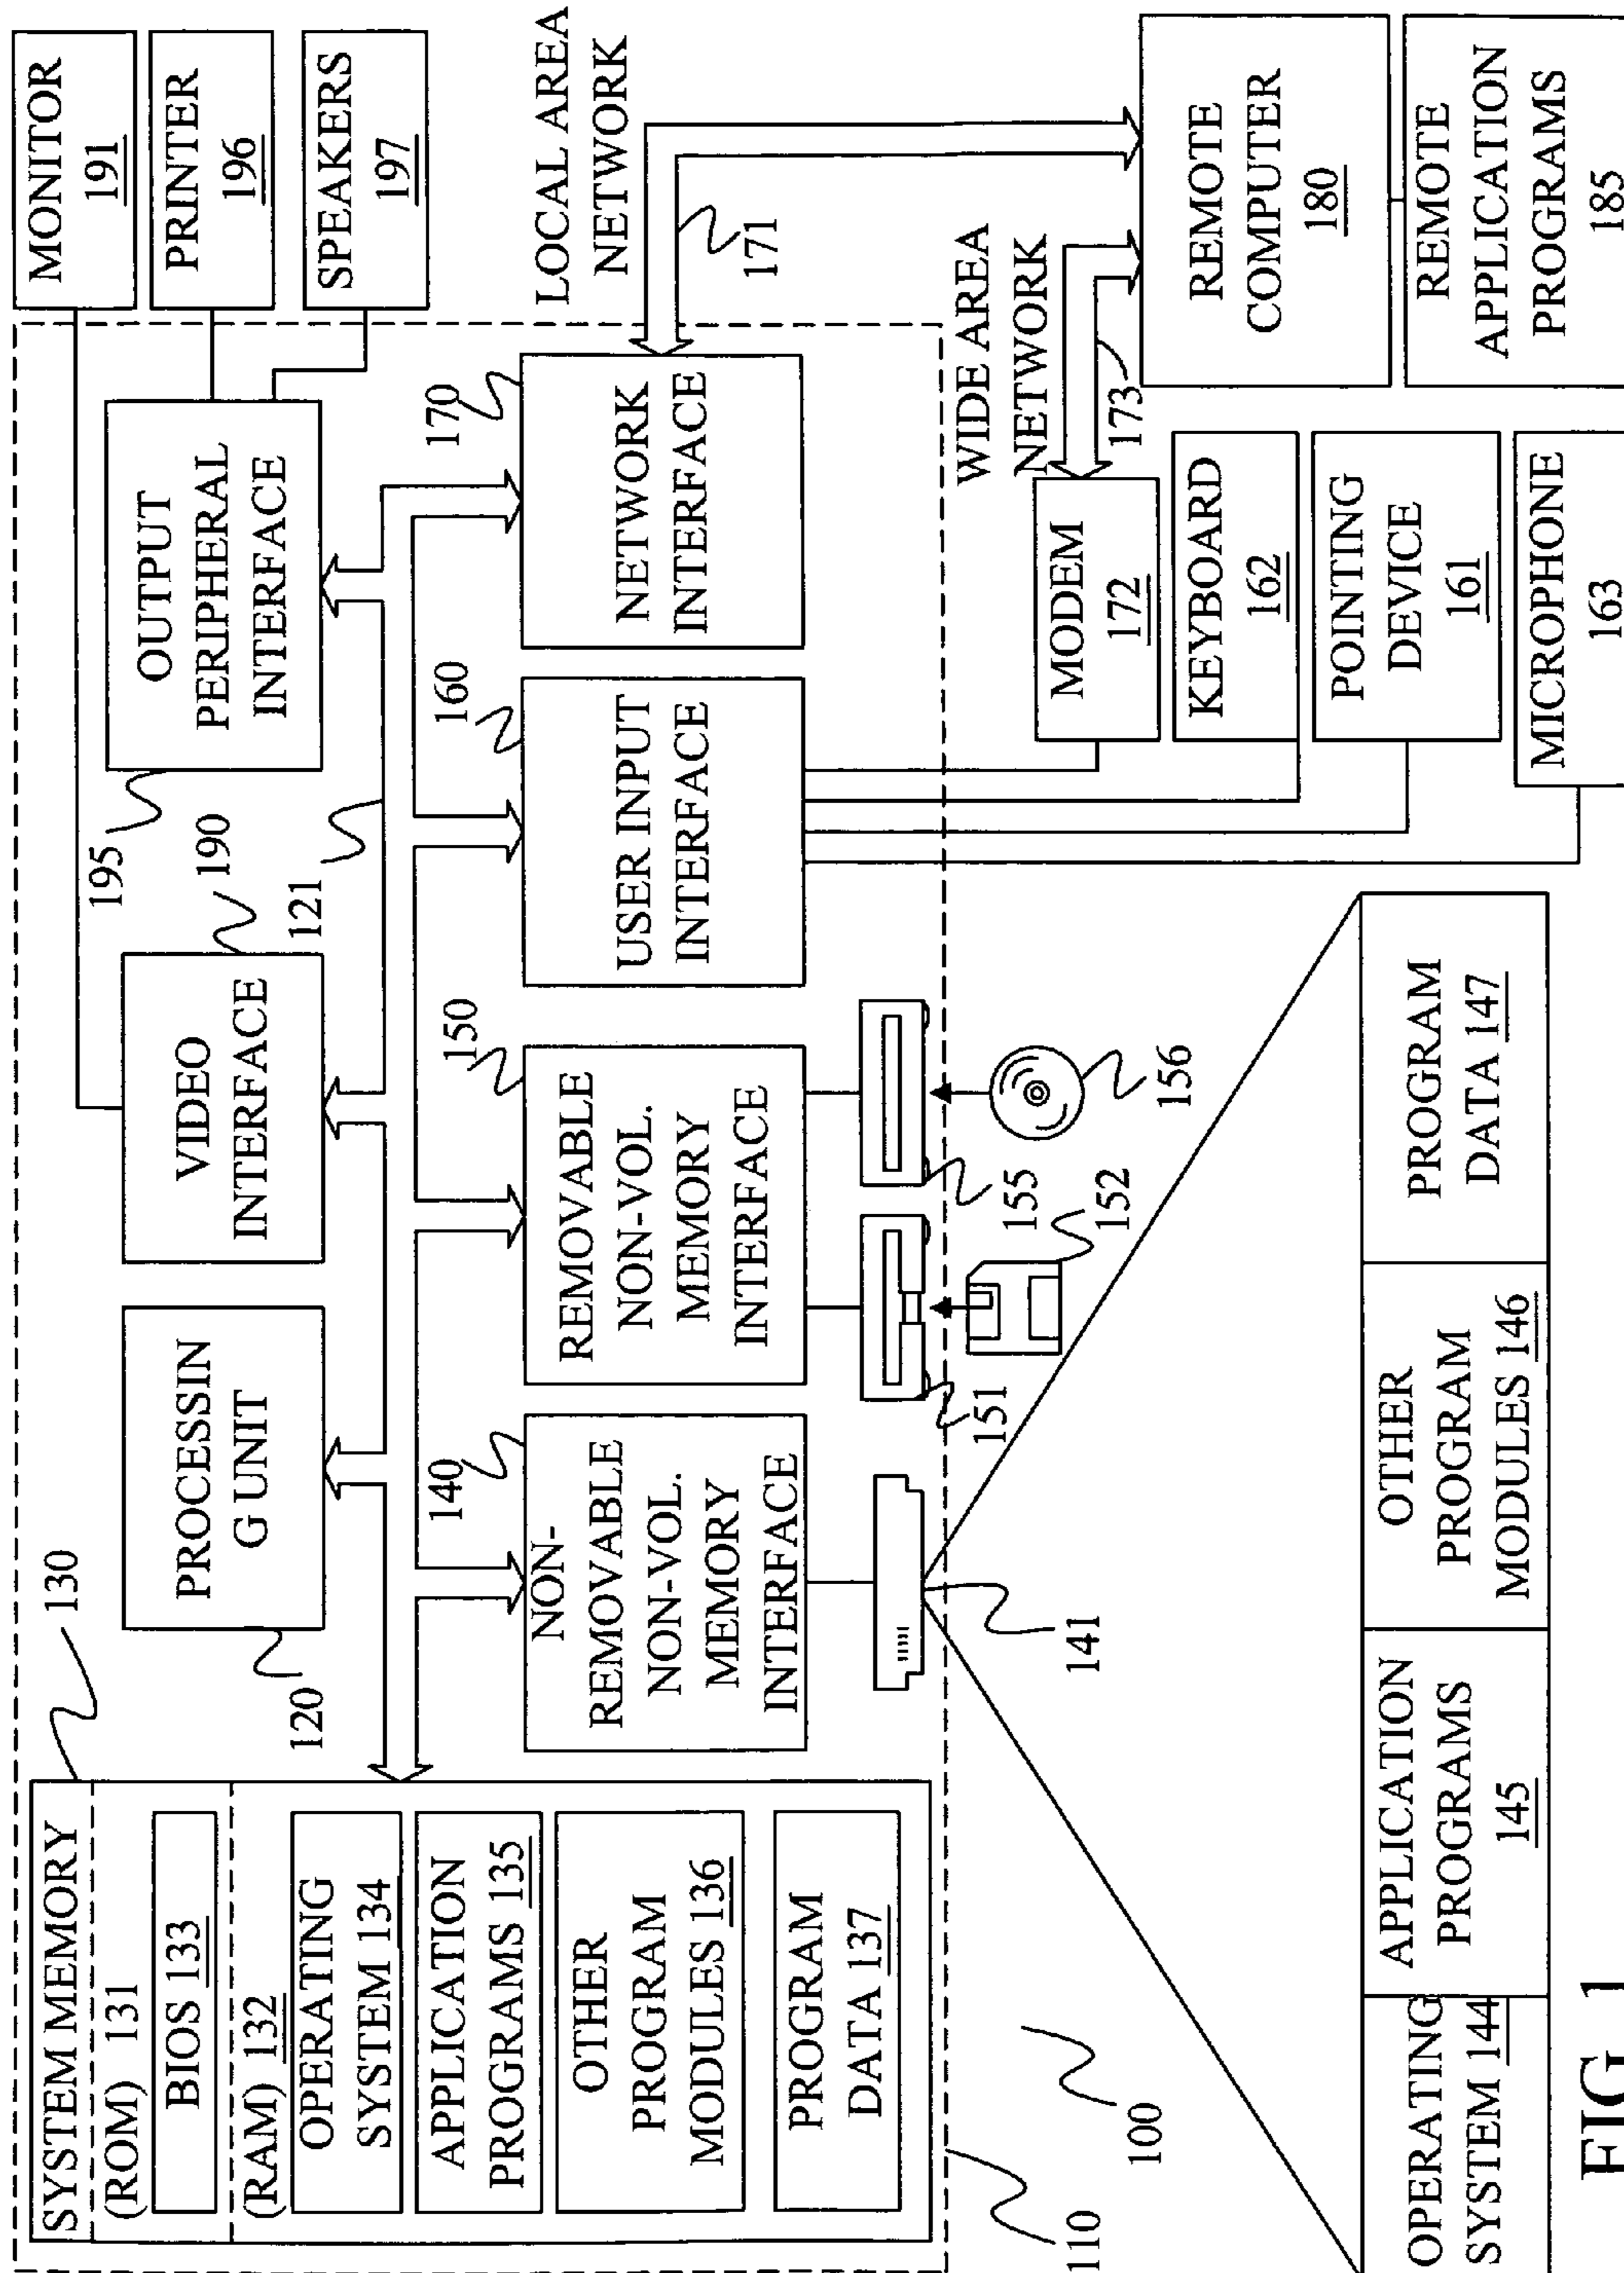 SYSTEM MEMORY
(ROM) 131
BIOS 133
(RAM) 132
OPERATING
SYSTEM 134
APPLICATION
PROGRAMS 135
OTHER
PROGRAM
MODULES 136
PROGRAM
DATA 137
130
120
PROCESSIN
G UNIT
VIDEO
INTERFACE
190
121
195
OUTPUT
PERIPHERAL
INTERFACE
MONITOR
191
PRINTER
196
SPEAKERS
197
140
NON-
REMOVABLE
NON-VOL.
MEMORY
INTERFACE
150
REMOVABLE
NON-VOL.
MEMORY
INTERFACE
160
USER INPUT
INTERFACE
170
NETWORK
INTERFACE
LOCAL AREA
NETWORK
171
WIDE AREA
NETWORK
173
141
151
155
152
156
MODEM
172
KEYBOARD
162
POINTING
DEVICE
161
MICROPHONE
163
REMOTE
COMPUTER
180
REMOTE
APPLICATION
PROGRAMS
185
100
110
OPERATING
SYSTEM 144
APPLICATION
PROGRAMS
145
OTHER
PROGRAM
MODULES 146
PROGRAM
DATA 147
FIG. 1